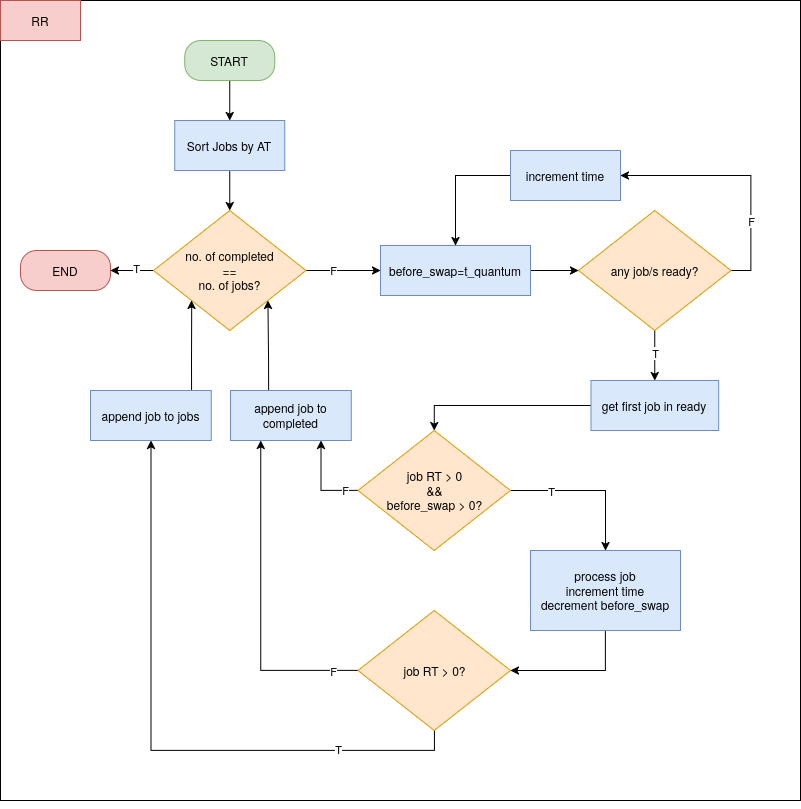 RR
START
Sort Jobs by AT
increment time
F
no. of completed
==
no. of jobs?
T
END
F
before_swap=t_quantum
any job/s ready?
T
get first job in ready
append job to jobs
append job to
completed
job RT > 0
&&
before_swap > 0?
F
T
process job
increment time
decrement before_swap
job RT > 0?
F
T